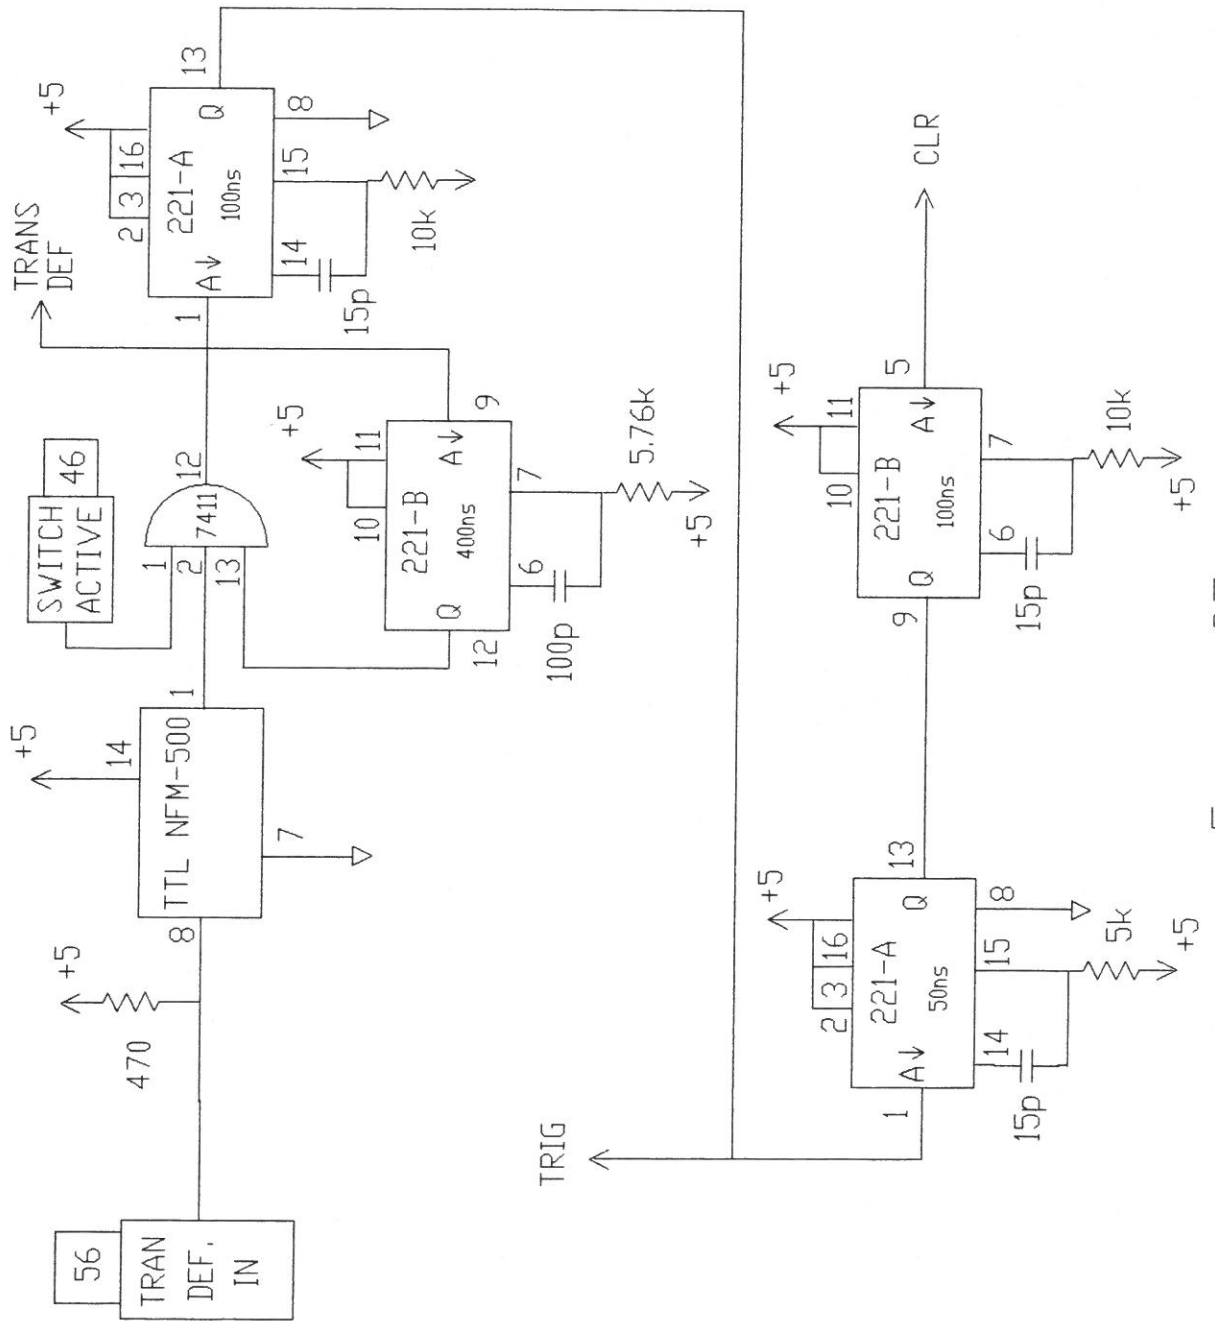 56
TRAN
DEF.
IN
470
+5
8
TTL NFM-500
14
+5
7
1
SWITCH
ACTIVE
46
1
2
13
7411
12
TRANS
DEF
12
Q
221-B
400ns
A↓
10
11
+5
9
6
100p
7
5.76k
+5
1
A↓
221-A
100ns
Q
2
3
16
+5
13
14
15p
15
10k
8
TRIG
1
A↓
221-A
50ns
Q
2
3
16
+5
13
14
15p
15
5k
+5
8
9
Q
221-B
100ns
A↓
10
11
+5
5
6
15p
7
10k
+5
CLR